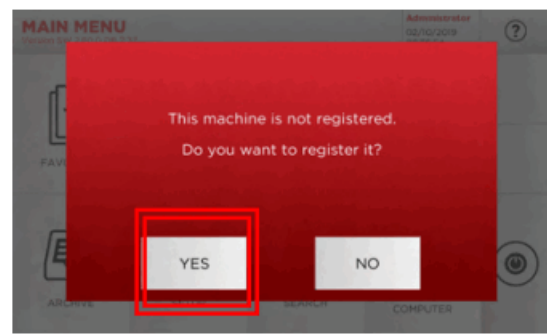 MAIN MENU
Administrator
02/10/2019
This machine is not registered.
Do you want to register it?
YES
NO
ARCHIVE
SEARCH
COMPUTER